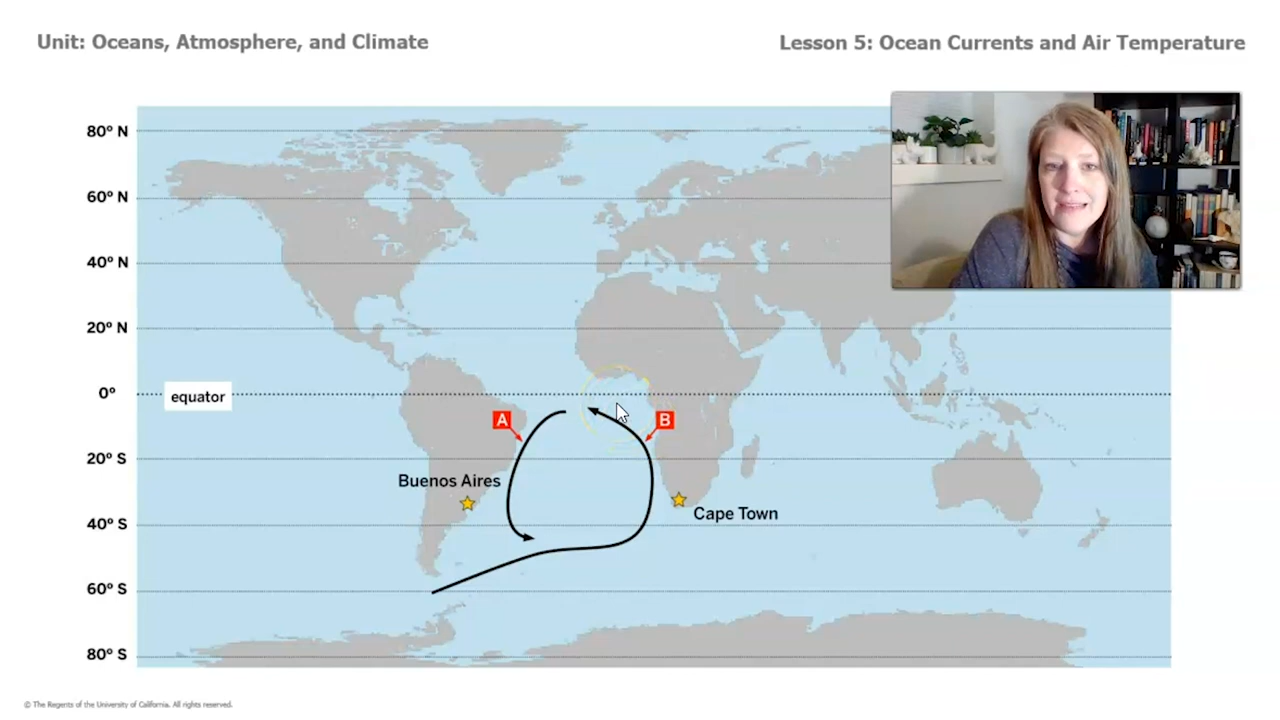 Unit: Oceans, Atmosphere, and Climate
Lesson 5: Ocean Currents and Air Temperature
80° N
60° N
40° N
20° N
0°
equator
A
B
20° S
Buenos Aires
Cape Town
40° S
60° S
80° S
© The Regents of the University of California. All rights reserved.